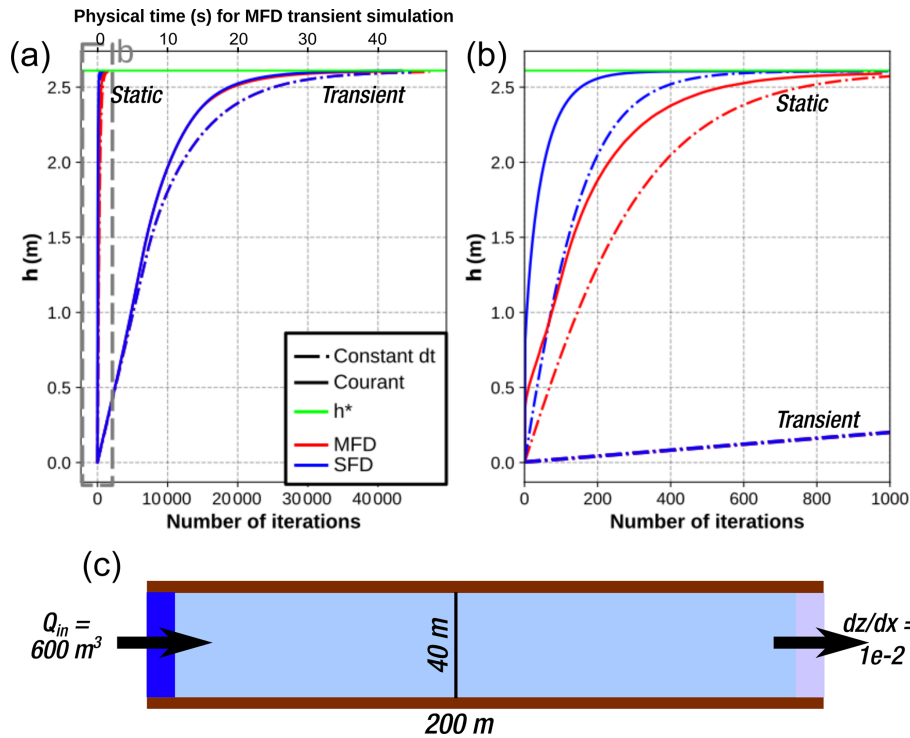 Physical time (s) for MFD transient simulation
(a)
0 10 20 30 40
b
2.5
2.0
1.5
1.0
0.5
0.0
h (m)
Static
Transient
Constant dt
Courant
h*
MFD
SFD
0 10000 20000 30000 40000
Number of iterations
(b)
2.5
2.0
1.5
1.0
0.5
0.0
h (m)
Static
Transient
0 200 400 600 800 1000
Number of iterations
(c)
Qin =
600 m³
40 m
200 m
dz/dx =
1e-2